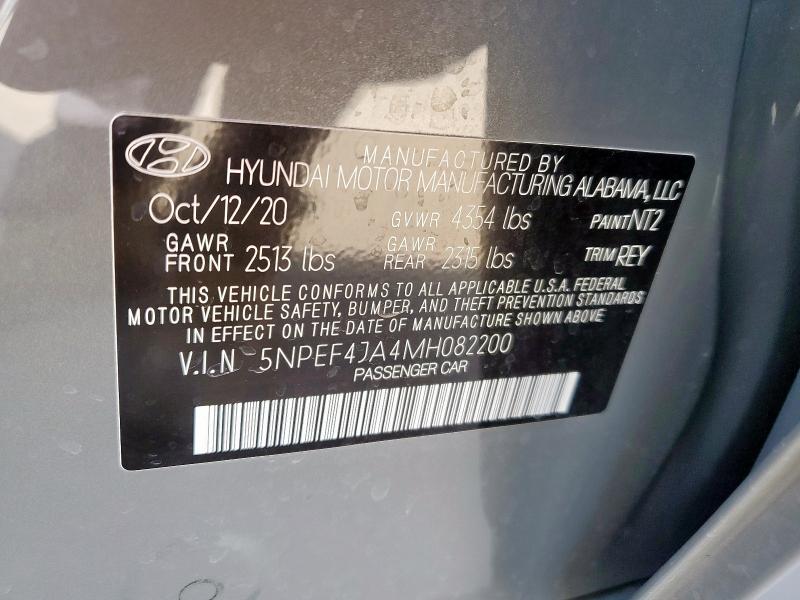 MANUFACTURED BY
HYUNDAI MOTOR MANUFACTURING ALABAMA, LLC
Oct/12/20 GVWR 4354 lbs PAINT NT2
GAWR FRONT 2513 lbs GAWR REAR 2315 lbs TRIM REY
THIS VEHICLE CONFORMS TO ALL APPLICABLE U.S.A. FEDERAL
MOTOR VEHICLE SAFETY, BUMPER, AND THEFT PREVENTION STANDARDS
IN EFFECT ON THE DATE OF MANUFACTURE SHOWN ABOVE
V.I.N 5NPEF4JA4MH082200
PASSENGER CAR